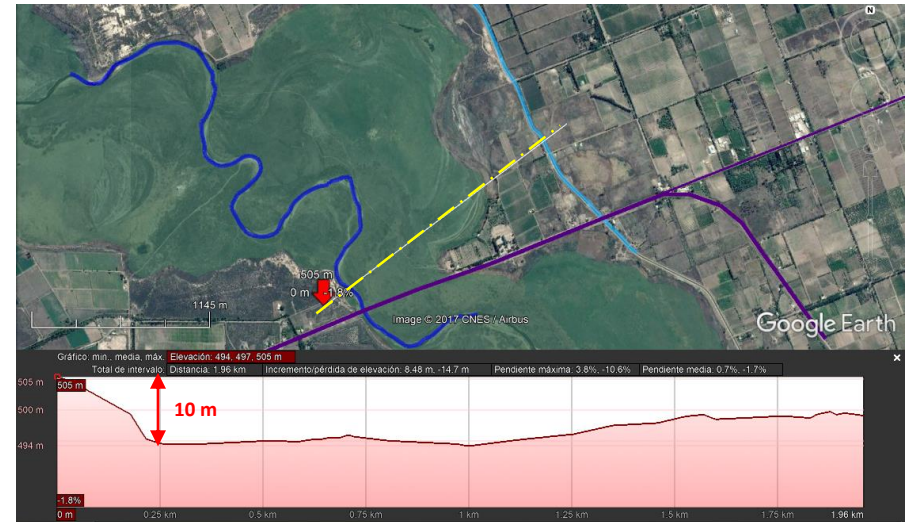 N
505 m
0 m -1.8%
1145 m
Image © 2017 CNES / Airbus
Google Earth
Gráfico: min., media, máx. Elevación: 494, 497, 505 m
Total de intervalo: Distancia: 1.96 km Incremento/pérdida de elevación: 8.48 m, -14.7 m Pendiente máxima: 3.8%, -10.6% Pendiente media: 0.7%, -1.7%
505 m 505 m
10 m
500 m
494 m
-1.8%
0 m 0.25 km 0.5 km 0.75 km 1 km 1.25 km 1.5 km 1.75 km 1.96 km